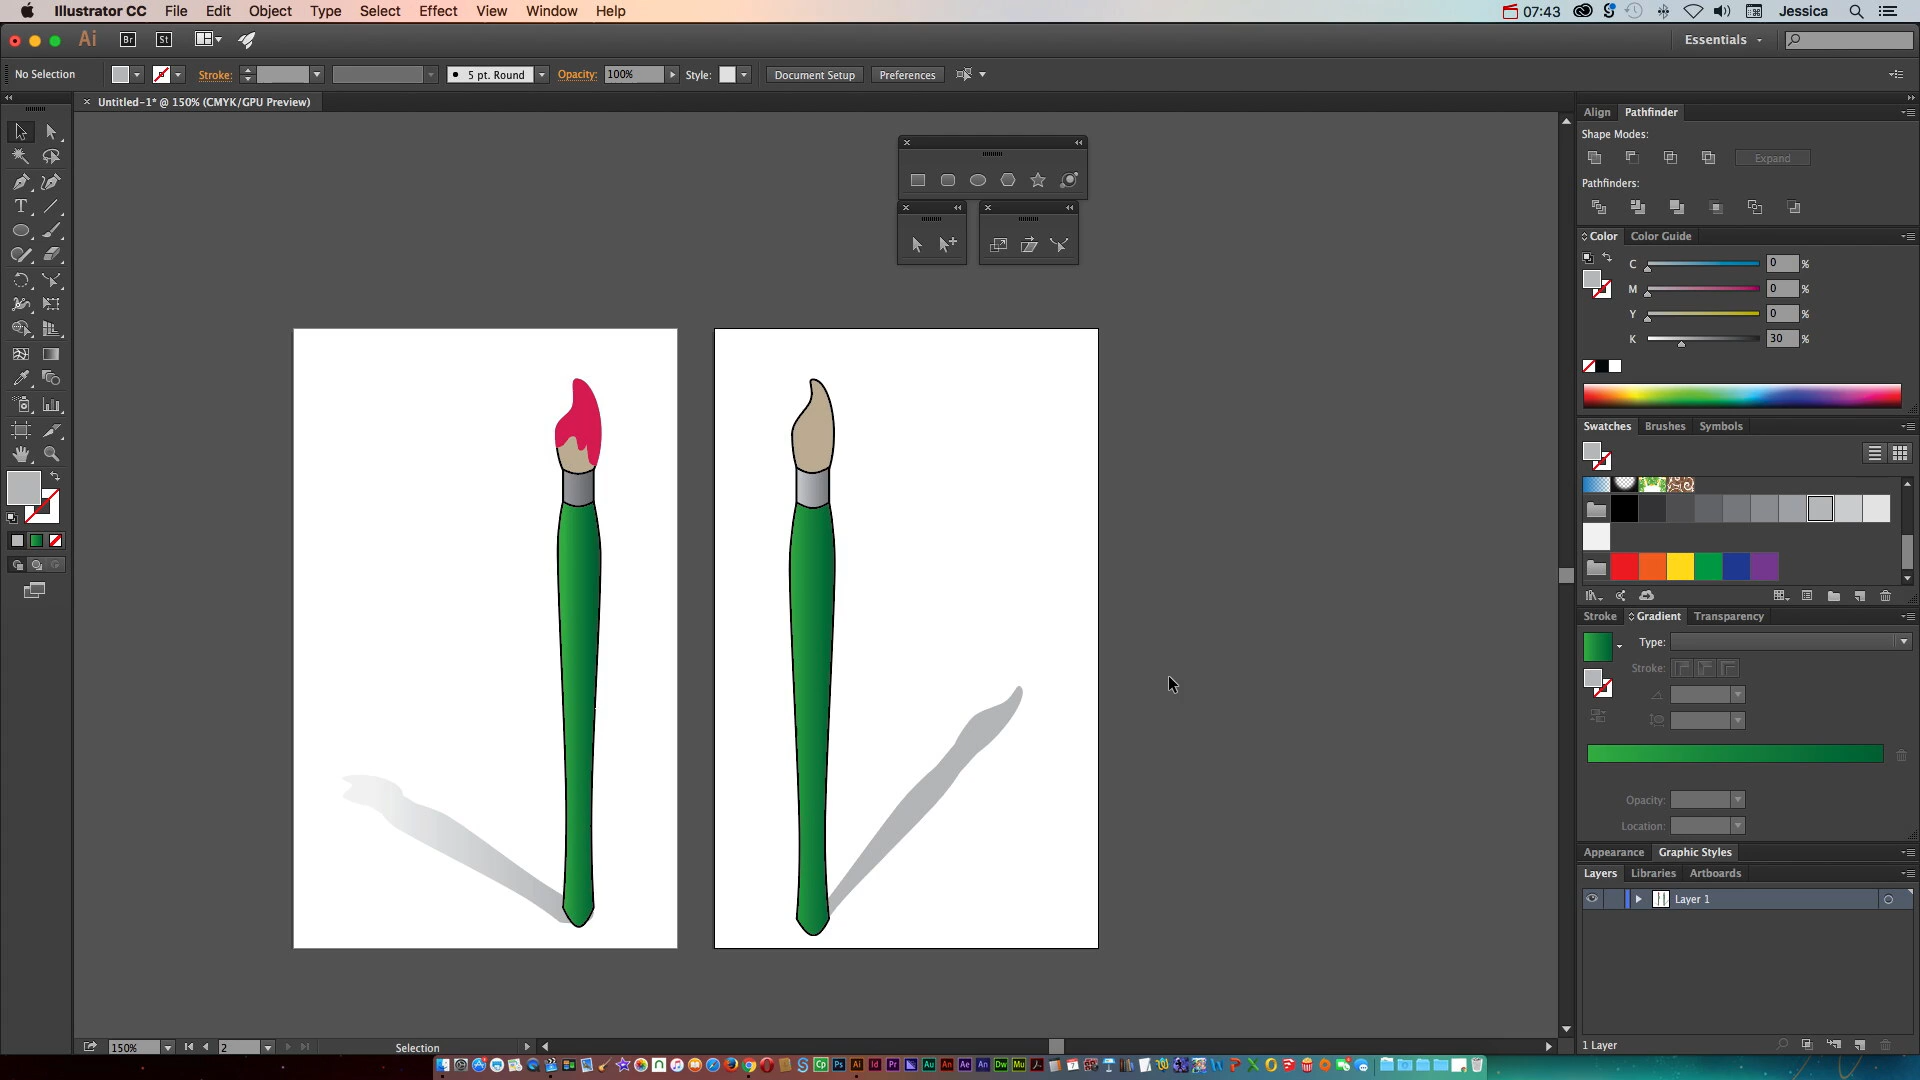 Illustrator CC File Edit Object Type Select Effect View Window Help 07:43 Jessica
Ai Br St Essentials
No Selection Stroke: 5 pt. Round Opacity: 100% Style: Document Setup Preferences
Untitled-1* @ 150% (CMYK/GPU Preview)
Align Pathfinder
Shape Modes:
Expand
Pathfinders:
Color Color Guide
C 0 %
M 0 %
Y 0 %
K 30 %
Swatches Brushes Symbols
Stroke Gradient Transparency
Type:
Stroke:
Opacity:
Location:
Appearance Graphic Styles
Layers Libraries Artboards
Layer 1
1 Layer
150% 2 Selection